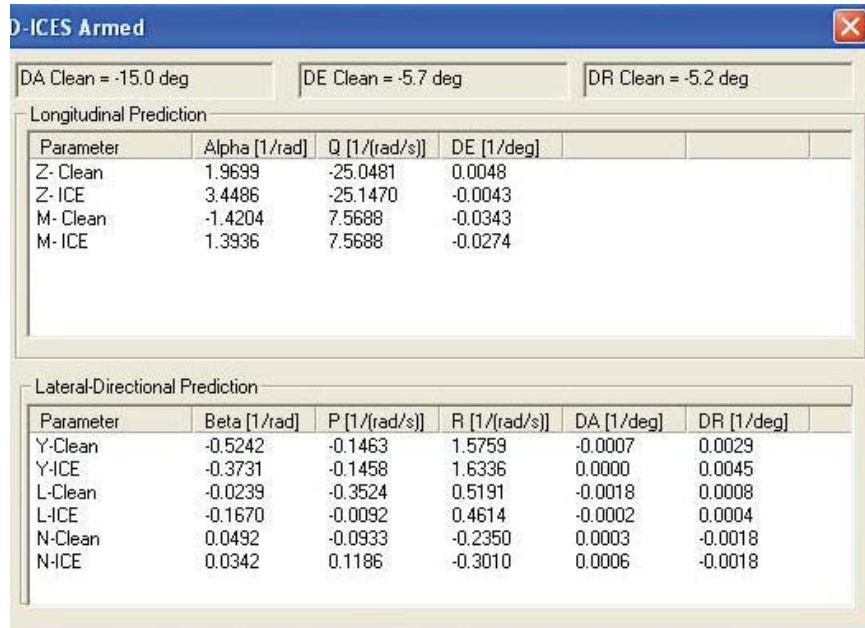 D-ICES Armed
DA Clean = -15.0 deg DE Clean = -5.7 deg DR Clean = -5.2 deg
Longitudinal Prediction
Parameter Alpha [1/rad] Q [1/(rad/s)] DE [1/deg]
Z- Clean 1.9699 -25.0481 0.0048
Z- ICE 3.4486 -25.1470 -0.0043
M- Clean -1.4204 7.5688 -0.0343
M- ICE 1.3936 7.5688 -0.0274
Lateral-Directional Prediction
Parameter Beta [1/rad] P [1/(rad/s)] R [1/(rad/s)] DA [1/deg] DR [1/deg]
Y-Clean -0.5242 -0.1463 1.5759 -0.0007 0.0029
Y-ICE -0.3731 -0.1458 1.6336 0.0000 0.0045
L-Clean -0.0239 -0.3524 0.5191 -0.0018 0.0008
L-ICE -0.1670 -0.0092 0.4614 -0.0002 0.0004
N-Clean 0.0492 -0.0933 -0.2350 0.0003 -0.0018
N-ICE 0.0342 0.1186 -0.3010 0.0006 -0.0018